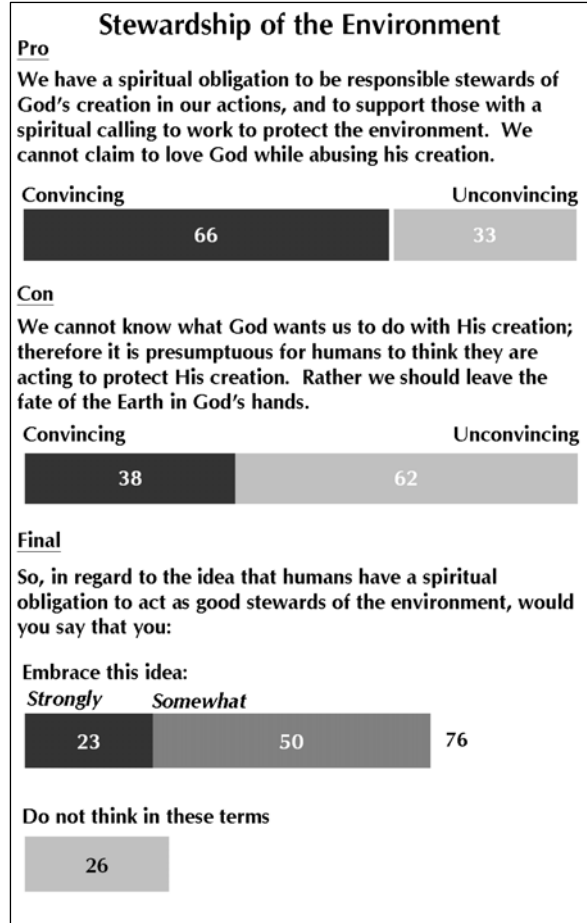 Stewardship of the Environment
Pro
We have a spiritual obligation to be responsible stewards of
God's creation in our actions, and to support those with a
spiritual calling to work to protect the environment. We
cannot claim to love God while abusing his creation.
Convincing Unconvincing
66 33
Con
We cannot know what God wants us to do with His creation;
therefore it is presumptuous for humans to think they are
acting to protect His creation. Rather we should leave the
fate of the Earth in God's hands.
Convincing Unconvincing
38 62
Final
So, in regard to the idea that humans have a spiritual
obligation to act as good stewards of the environment, would
you say that you:
Embrace this idea:
Strongly Somewhat
23 50 76
Do not think in these terms
26